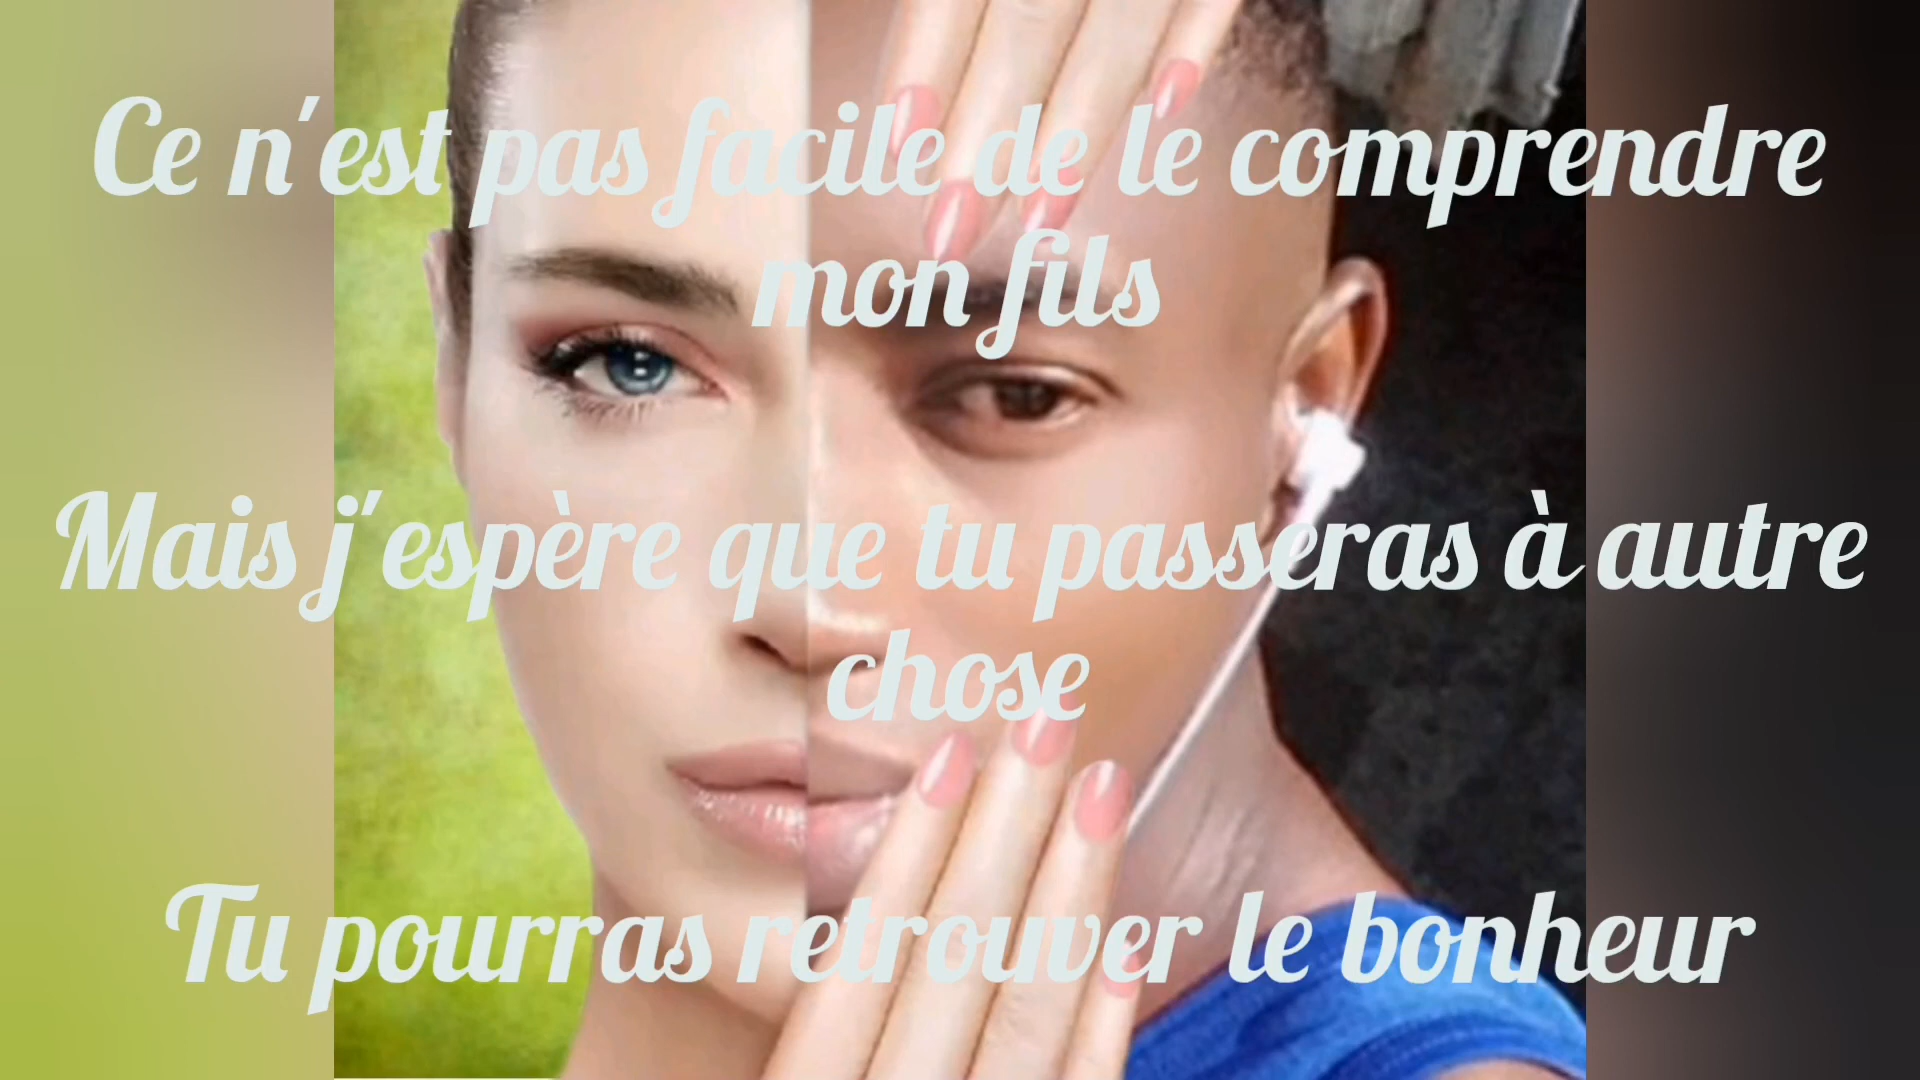 Ce n'est pas facile de le comprendre
mon fils
Mais j'espère que tu passeras à autre
chose
Tu pourras retrouver le bonheur